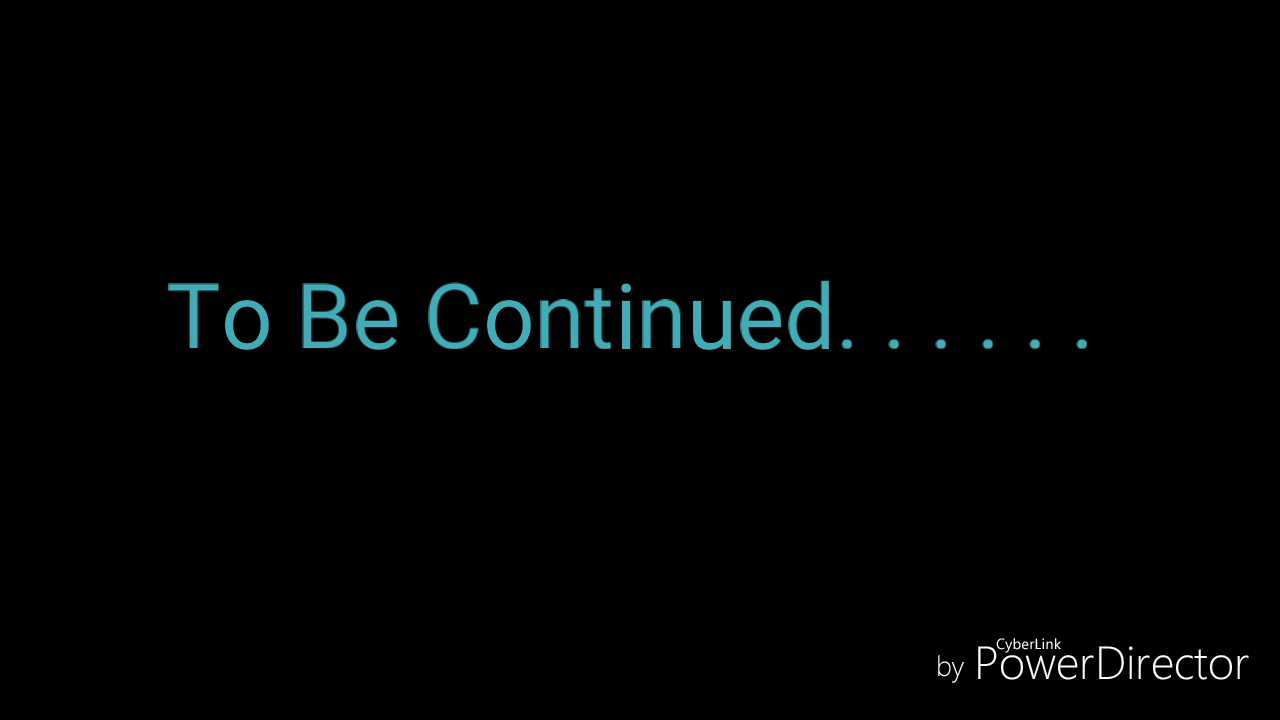 To Be Continued. . . . . .
CyberLink
by PowerDirector